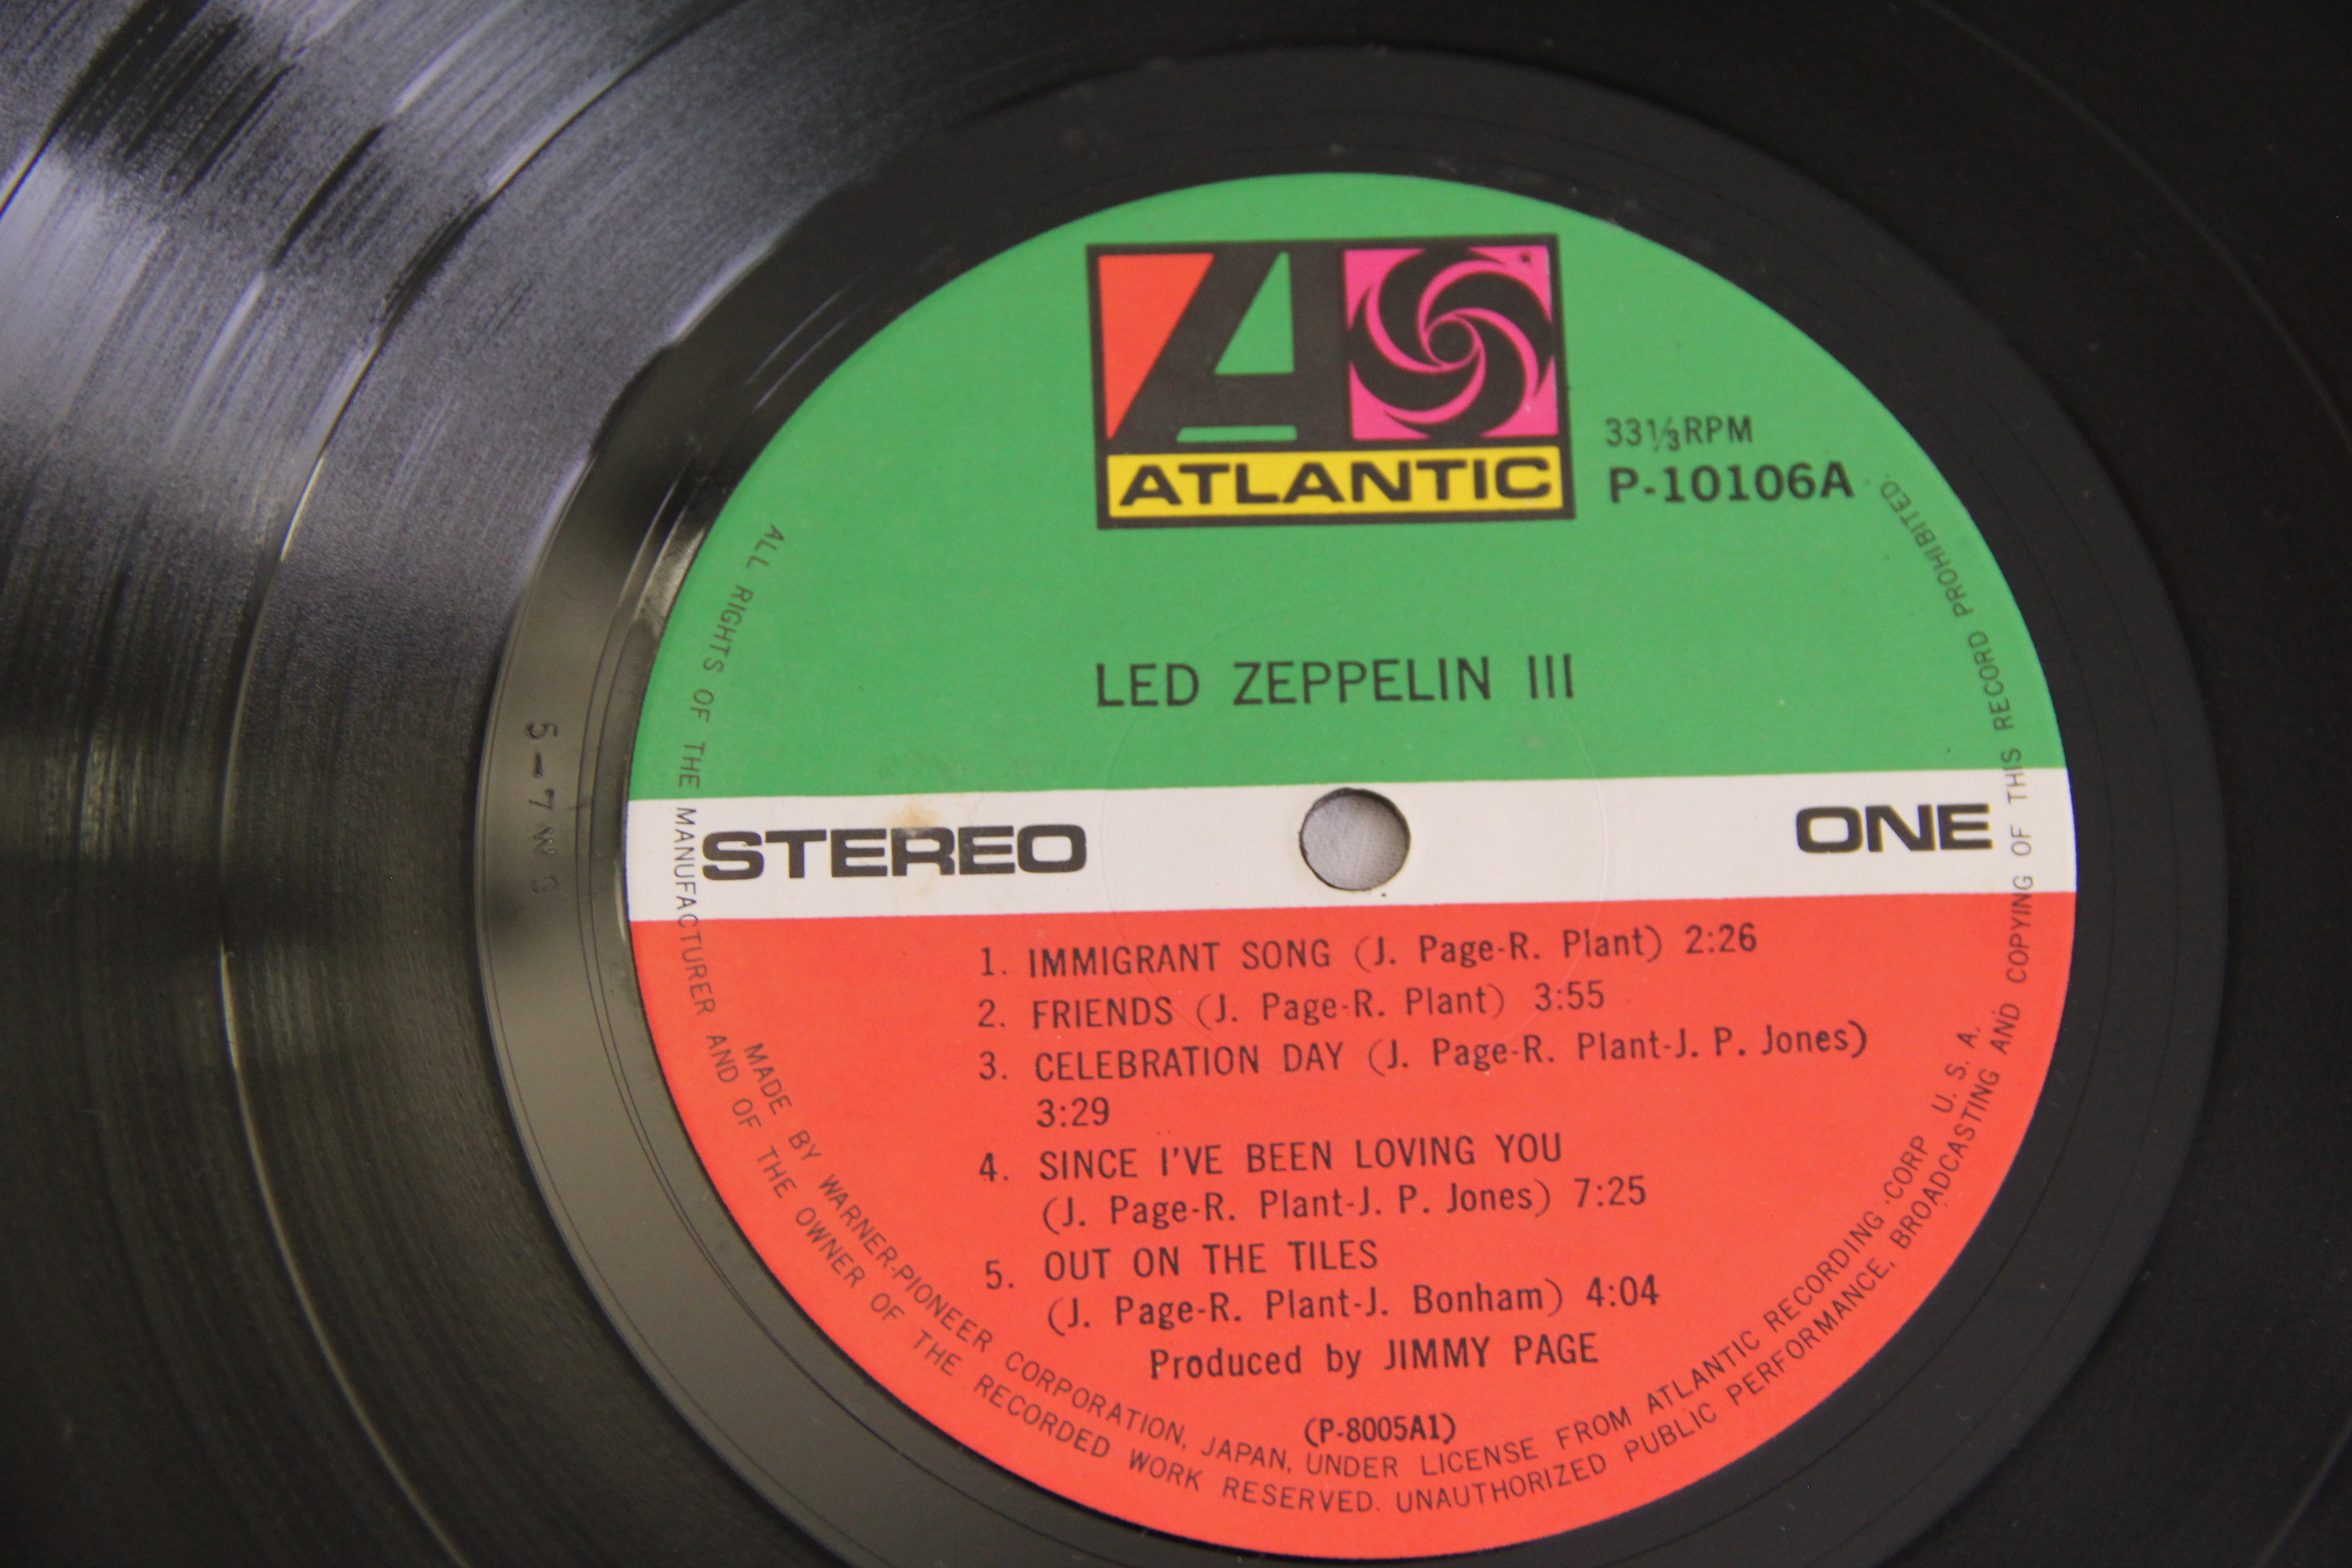 ATLANTIC
33⅓RPM
P-10106A
LED ZEPPELIN III
STEREO
ONE
1. IMMIGRANT SONG (J. Page-R. Plant) 2:26
2. FRIENDS (J. Page-R. Plant) 3:55
3. CELEBRATION DAY (J. Page-R. Plant-J. P. Jones)
3:29
4. SINCE I'VE BEEN LOVING YOU
(J. Page-R. Plant-J. P. Jones) 7:25
5. OUT ON THE TILES
(J. Page-R. Plant-J. Bonham) 4:04
Produced by JIMMY PAGE
(P-8005A1)
MADE BY WARNER-PIONEER CORPORATION, JAPAN, UNDER LICENSE FROM ATLANTIC RECORDING CORP U. S. A.
ALL RIGHTS OF THE MANUFACTURER AND OF THE OWNER OF THE RECORDED WORK RESERVED. UNAUTHORIZED PUBLIC PERFORMANCE, BROADCASTING AND COPYING OF THIS RECORD PROHIBITED.
5-7 W